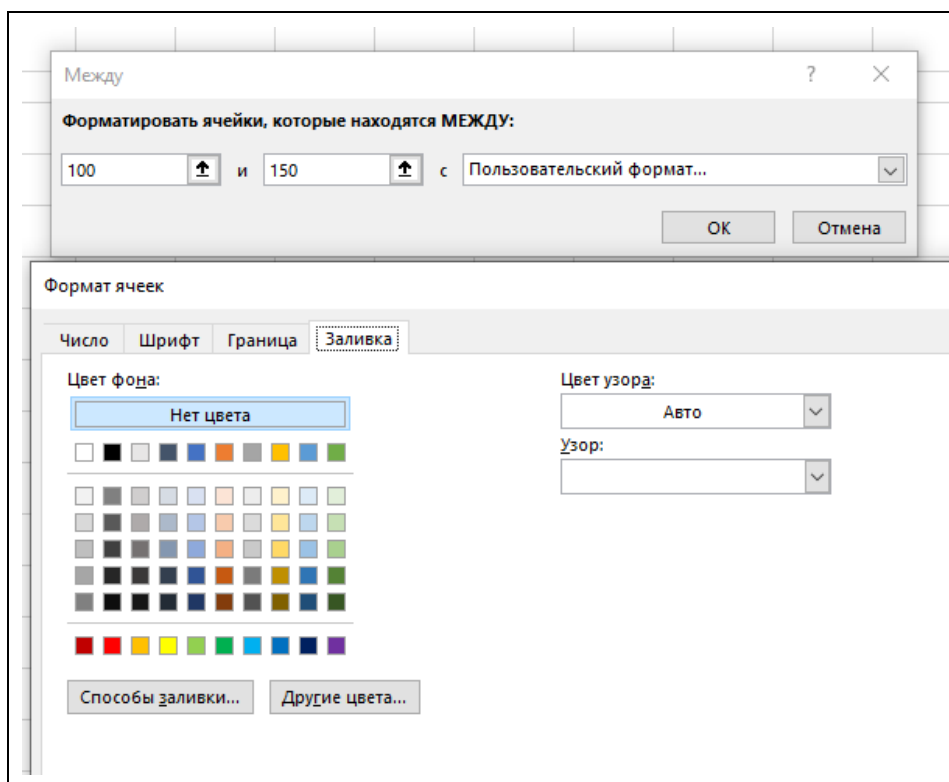 Между ?
Форматировать ячейки, которые находятся МЕЖДУ:
100 и 150 с Пользовательский формат...
ОК Отмена
Формат ячеек
Число Шрифт Граница Заливка
Цвет фона: Цвет узора:
Нет цвета Авто
Узор:
Способы заливки... Другие цвета...